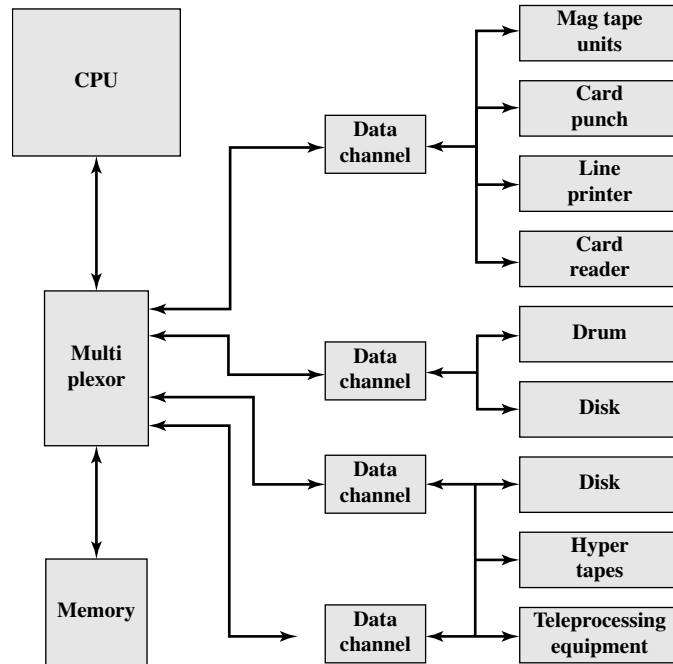 Mag tape
units
CPU
Card
punch
Data
channel
Line
printer
Card
reader
Multi
plexor
Drum
Data
channel
Disk
Data
channel
Disk
Hyper
tapes
Memory
Data
channel
Teleprocessing
equipment